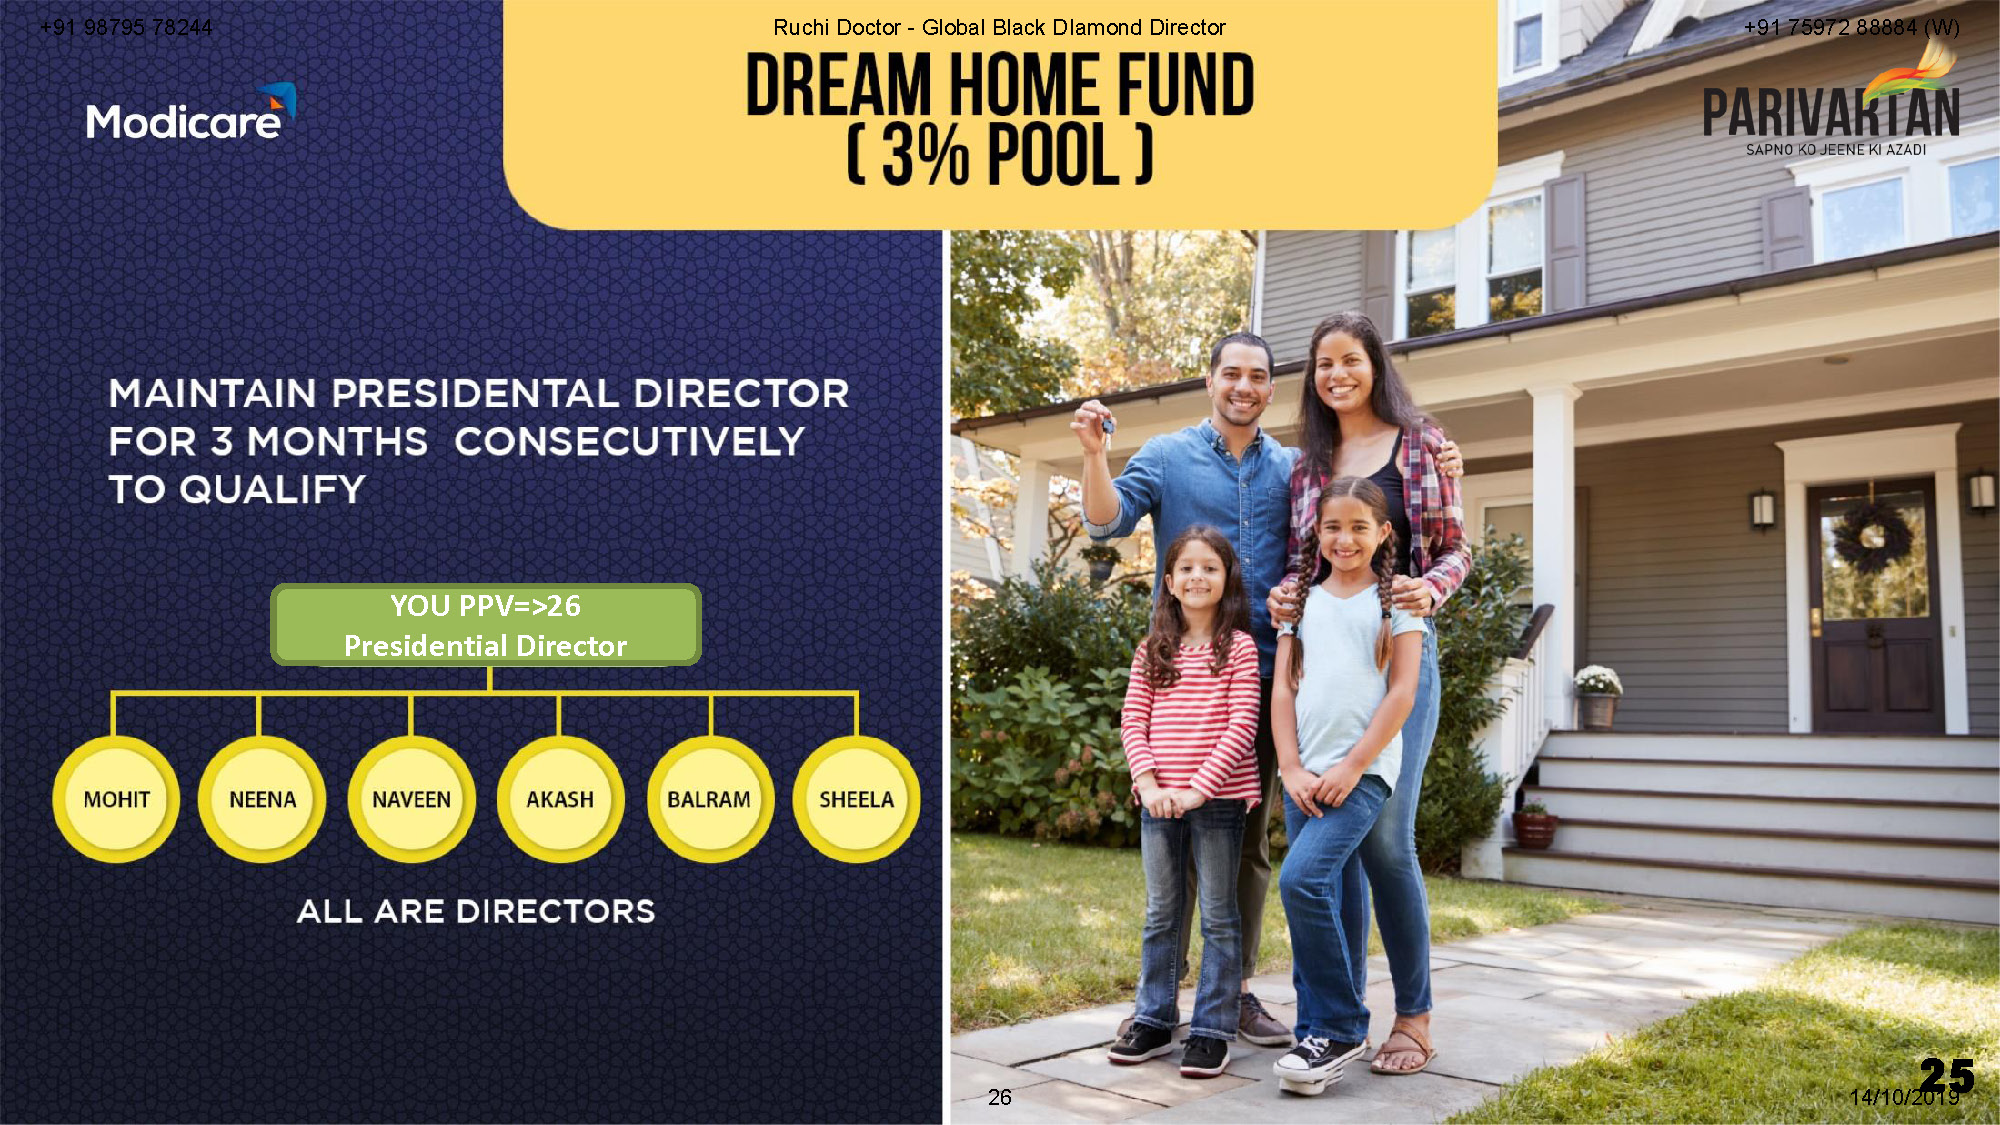 +91 98795 78244
Ruchi Doctor - Global Black DIamond Director
+91 75972 88884 (W)
Modicare
DREAM HOME FUND
( 3% POOL )
PARIVARTAN
SAPNO KO JEENE KI AZADI
MAINTAIN PRESIDENTAL DIRECTOR
FOR 3 MONTHS CONSECUTIVELY
TO QUALIFY
YOU PPV=>26
Presidential Director
MOHIT
NEENA
NAVEEN
AKASH
BALRAM
SHEELA
ALL ARE DIRECTORS
26
25
14/10/2019